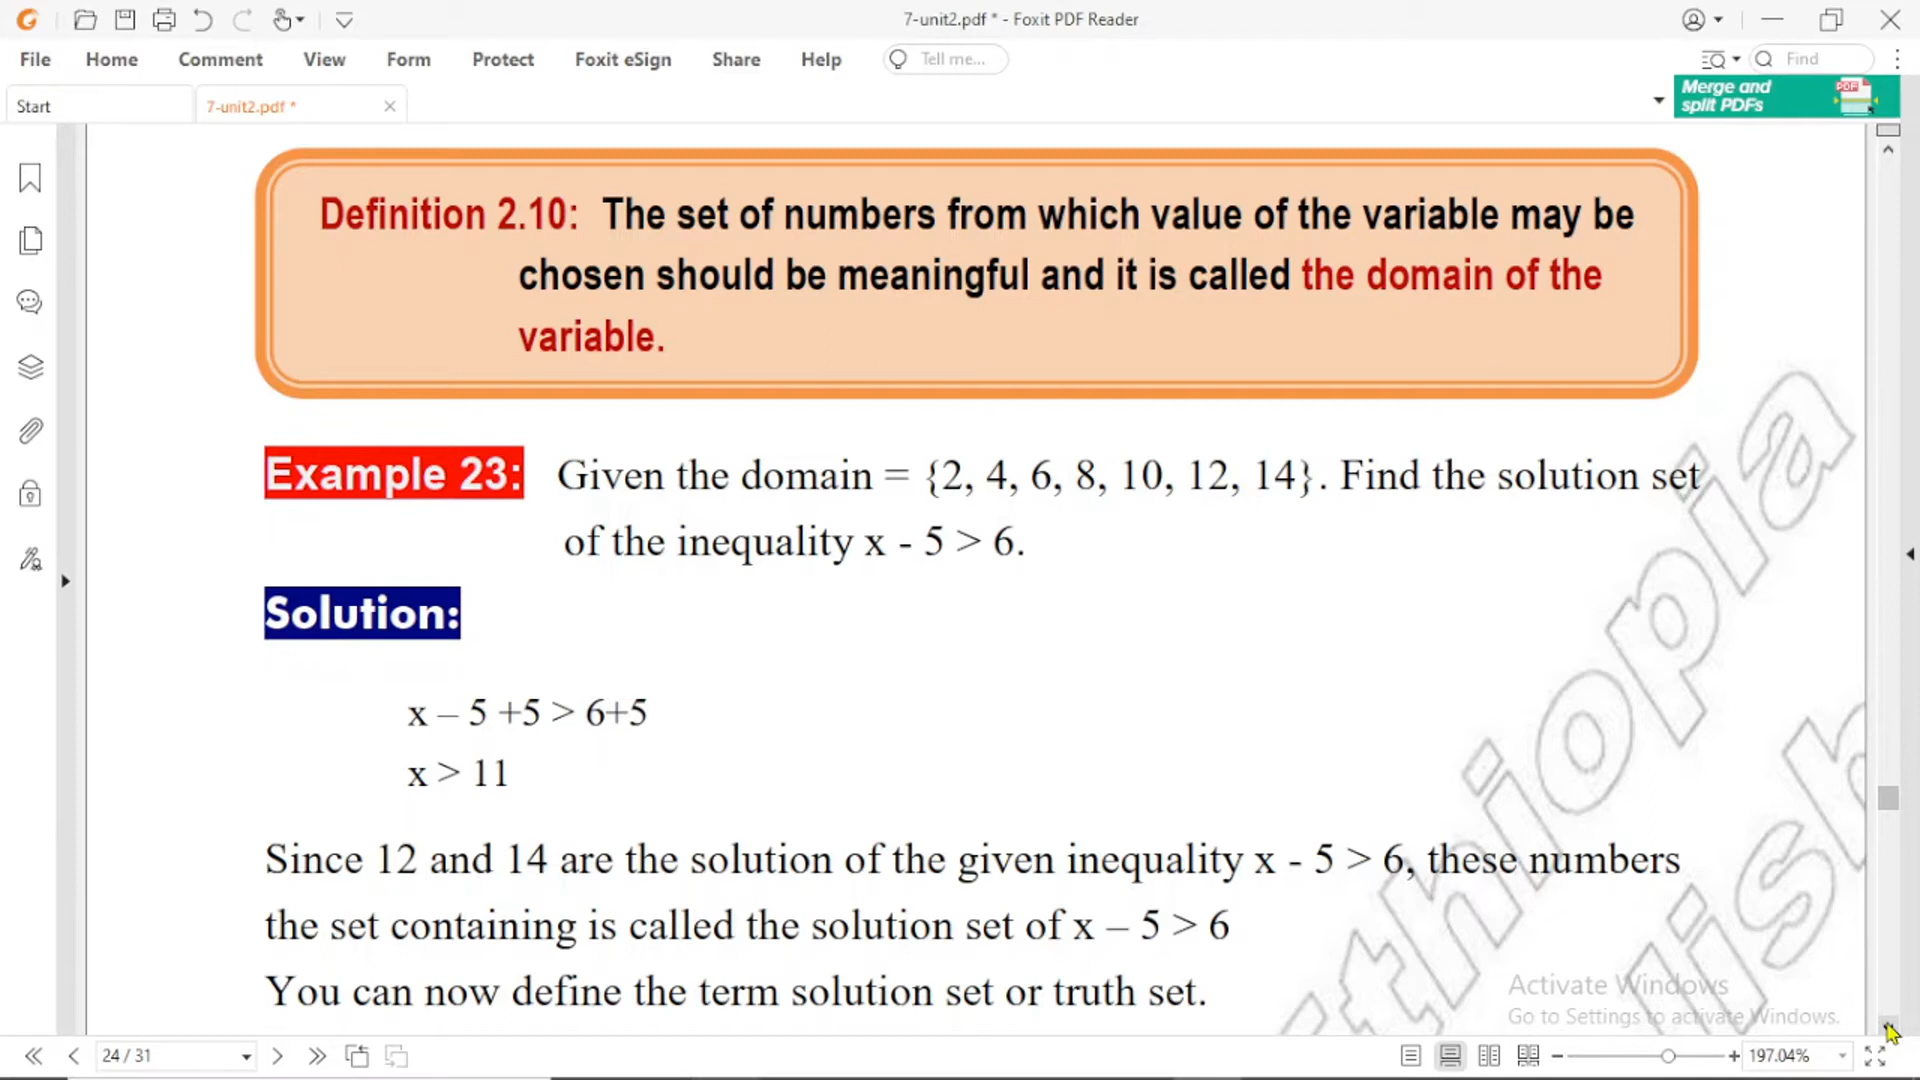 7-unit2.pdf * - Foxit PDF Reader
File Home Comment View Form Protect Foxit eSign Share Help Tell me... Find
Start 7-unit2.pdf *
Merge and
split PDFs
PDF
Definition 2.10: The set of numbers from which value of the variable may be
chosen should be meaningful and it is called the domain of the
variable.
Example 23: Given the domain = {2, 4, 6, 8, 10, 12, 14}. Find the solution set
of the inequality x - 5 > 6.
Solution:
x – 5 +5 > 6+5
x > 11
Since 12 and 14 are the solution of the given inequality x - 5 > 6, these numbers
the set containing is called the solution set of x – 5 > 6
You can now define the term solution set or truth set.
Activate Windows
Go to Settings to activate Windows.
24 / 31
197.04%